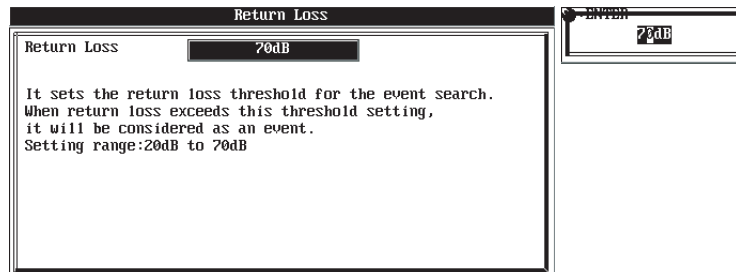 Return Loss
ENTER
70dB
Return Loss 70dB
It sets the return loss threshold for the event search.
When return loss exceeds this threshold setting,
it will be considered as an event.
Setting range:20dB to 70dB